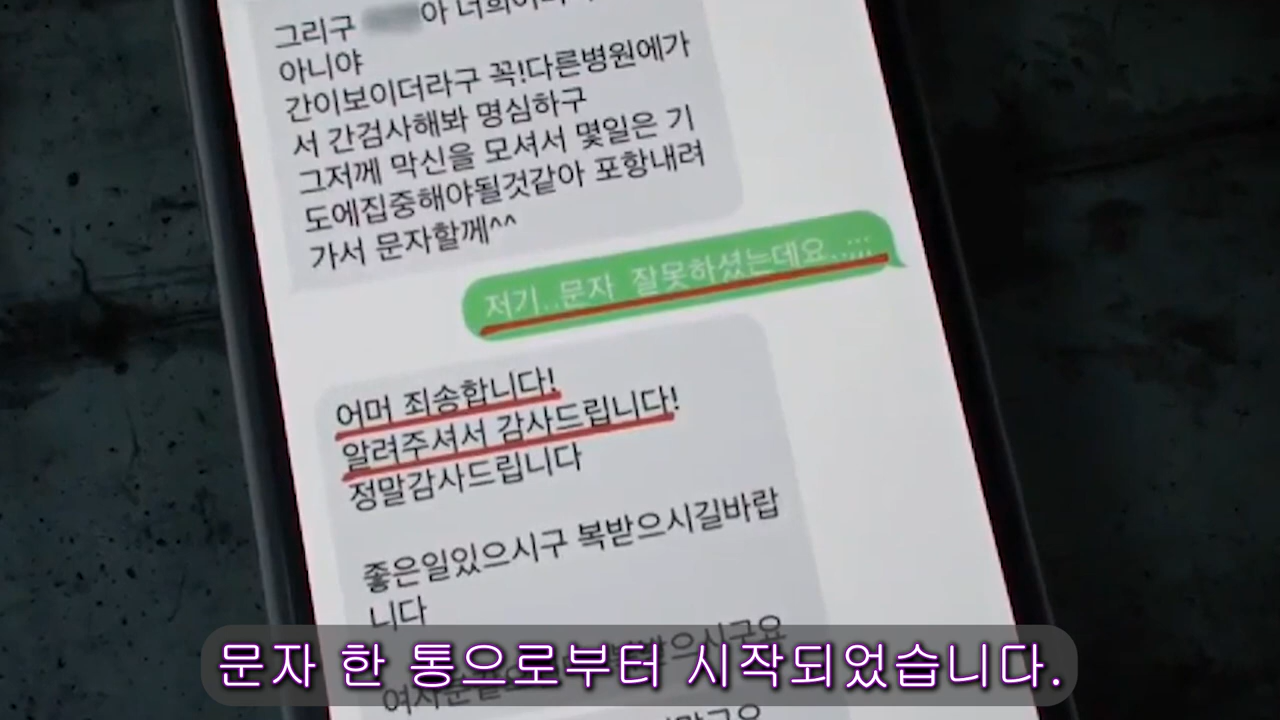 그리구 아 너희
아니야
간이보이더라구 꼭!다른병원에가
서 간검사해봐 명심하구
그저께 막신을 모셔서 몇일은 기
도에집중해야될것같아 포항내려
가서 문자할께^^
저기..문자 잘못하셨는데요..;;;
어머 죄송합니다!
알려주셔서 감사드립니다!
정말감사드립니다
좋은일있으시구 복받으시길바랍
니다
문자 한 통으로부터 시작되었습니다.